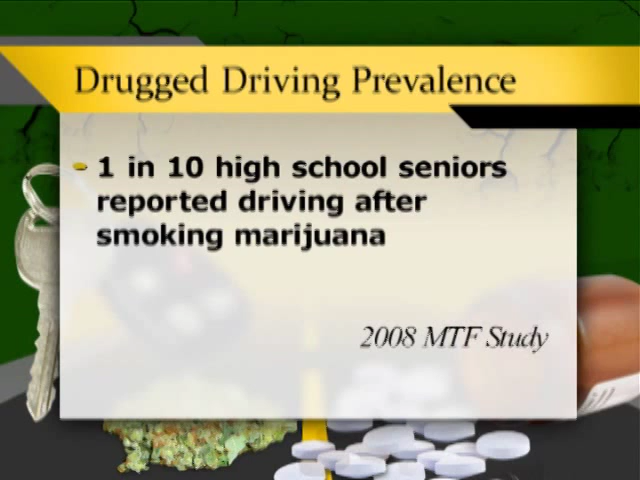 Drugged Driving Prevalence
1 in 10 high school seniors
reported driving after
smoking marijuana
2008 MTF Study